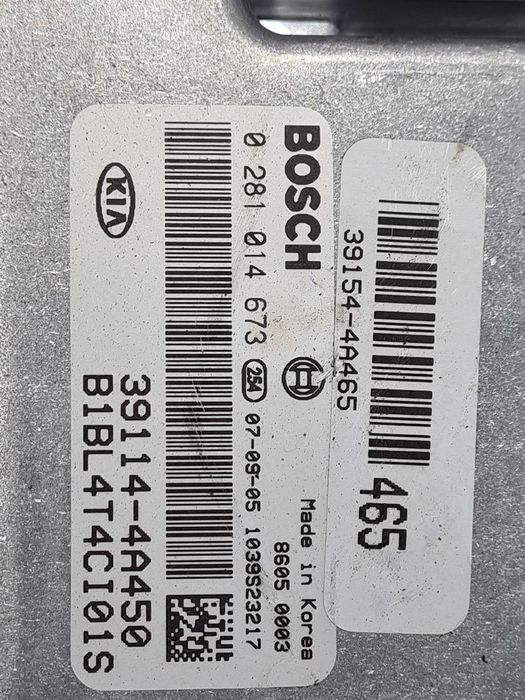 39154-4A465
465
BOSCH
Made in Korea
8605 0003
0 281 014 673 254 07-09-05 1039S23217
KIA
39114-4A450
B1BL4T4CI01S